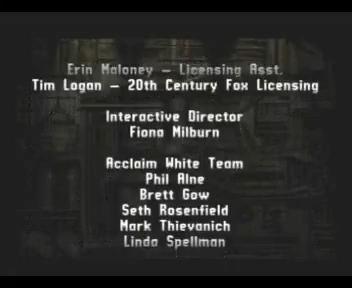 Erin Maloney – Licensing Asst.
Tim Logan – 20th Century Fox Licensing
Interactive Director
Fiona Milburn
Acclaim White Team
Phil Alne
Brett Gow
Seth Rosenfield
Mark Thievanich
Linda Spellman